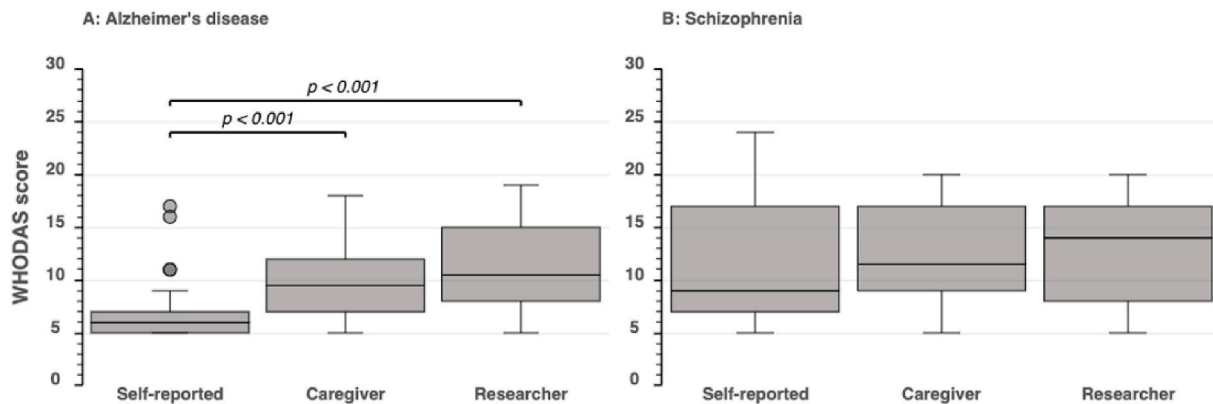 A: Alzheimer's disease
B: Schizophrenia
WHODAS score
30
25
20
15
10
5
0
p < 0.001
p < 0.001
Self-reported
Caregiver
Researcher
30
25
20
15
10
5
0
Self-reported
Caregiver
Researcher